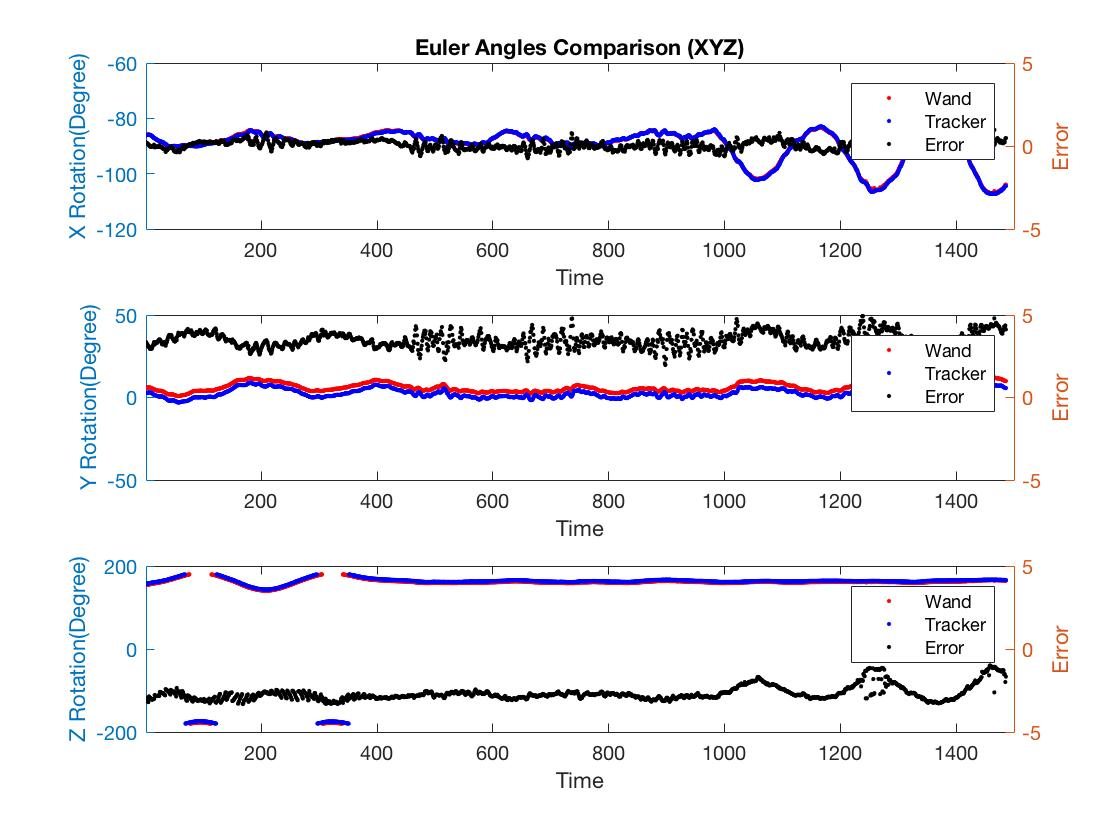 Euler Angles Comparison (XYZ)
X Rotation(Degree)
-60
-80
-100
-120
5
0
-5
Error
Wand
Tracker
Error
200 400 600 800 1000 1200 1400
Time
Y Rotation(Degree)
50
0
-50
5
0
-5
Error
Wand
Tracker
Error
200 400 600 800 1000 1200 1400
Time
Z Rotation(Degree)
200
0
-200
5
0
-5
Error
Wand
Tracker
Error
200 400 600 800 1000 1200 1400
Time